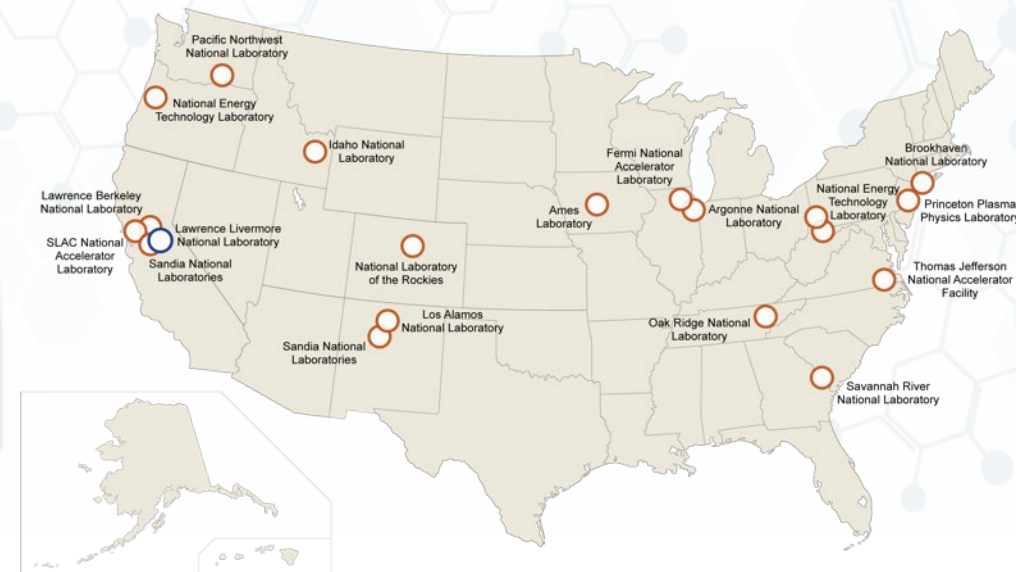 Pacific Northwest
National Laboratory
National Energy
Technology Laboratory
Idaho National
Laboratory
Lawrence Berkeley
National Laboratory
SLAC National
Accelerator
Laboratory
Lawrence Livermore
National Laboratory
Sandia National
Laboratories
National Laboratory
of the Rockies
Los Alamos
National Laboratory
Sandia National
Laboratories
Ames
Laboratory
Fermi National
Accelerator
Laboratory
Argonne National
Laboratory
National Energy
Technology
Laboratory
Brookhaven
National Laboratory
Princeton Plasma
Physics Laboratory
Thomas Jefferson
National Accelerator
Facility
Oak Ridge National
Laboratory
Savannah River
National Laboratory